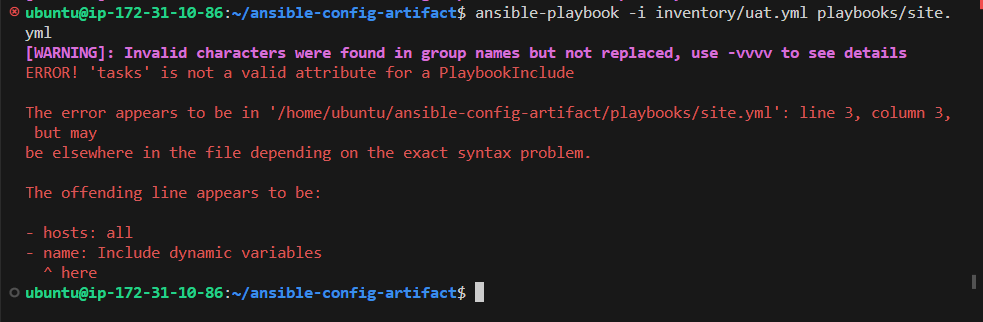 ubuntu@ip-172-31-10-86:~/ansible-config-artifact$ ansible-playbook -i inventory/uat.yml playbooks/site.
yml
[WARNING]: Invalid characters were found in group names but not replaced, use -vvvv to see details
ERROR! 'tasks' is not a valid attribute for a PlaybookInclude

The error appears to be in '/home/ubuntu/ansible-config-artifact/playbooks/site.yml': line 3, column 3,
 but may
be elsewhere in the file depending on the exact syntax problem.

The offending line appears to be:

- hosts: all
- name: Include dynamic variables
  ^ here
ubuntu@ip-172-31-10-86:~/ansible-config-artifact$